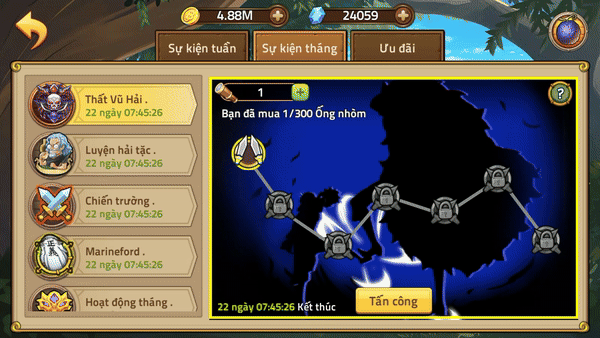 4.88M
24059
Sự kiện tuần
Sự kiện tháng
Ưu đãi
Thất Vũ Hải .
22 ngày 07:45:26
Luyện hải tặc .
22 ngày 07:45:26
Chiến trường .
22 ngày 07:45:26
Marineford .
22 ngày 07:45:26
Hoạt động tháng .
1
?
Bạn đã mua 1/300 Ống nhòm
22 ngày 07:45:26 Kết thúc
Tấn công